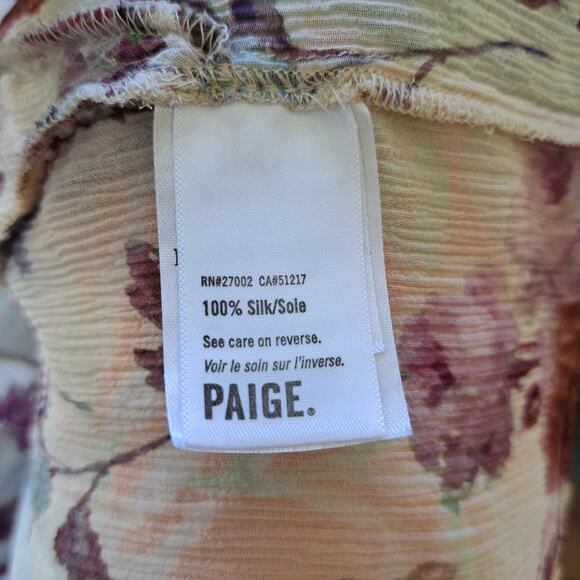 RN#27002 CA#51217
100% Silk/Soie
See care on reverse.
Voir le soin sur l'inverse.
PAIGE®